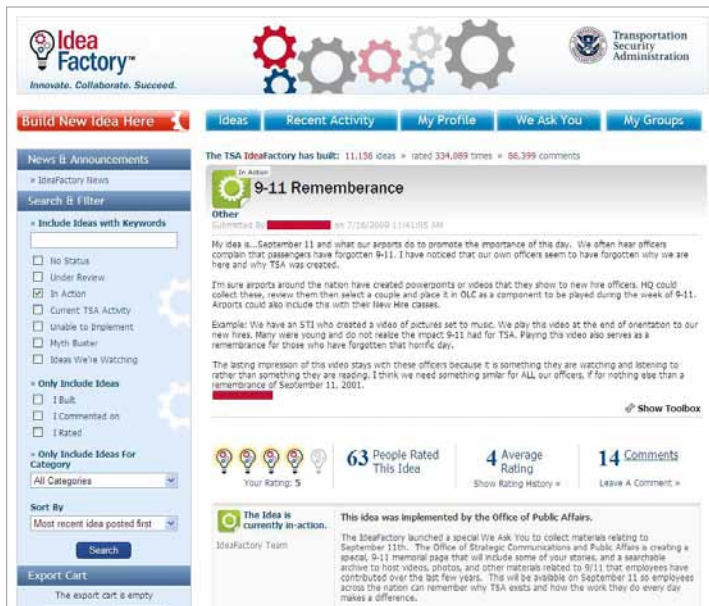 Idea
Factory™
Innovate. Collaborate. Succeed.
Transportation
Security
Administration
Build New Idea Here
Ideas
Recent Activity
My Profile
We Ask You
My Groups
News & Announcements
» IdeaFactory News
Search & Filter
» Include Ideas with Keywords
No Status
Under Review
In Action
Current TSA Activity
Unable to Implement
Myth Buster
Ideas We're Watching
» Only Include Ideas
I Built
I Commented on
I Rated
» Only Include Ideas For
Category
All Categories
Sort By
Most recent idea posted first
Search
Export Cart
The export cart is empty
The TSA IdeaFactory has built: 11,156 ideas » rated 334,089 times » 86,399 comments
In Action
9-11 Rememberance
Other
Submitted By on 7/16/2009 11:41:05 AM
My idea is...September 11 and what our arports do to promote the importance of this day. We often hear officers
complain that passengers have forgotten 9-11. I have noticed that our own officers seem to have forgotten why we are
here and why TSA was created.
I'm sure airports around the nation have created powerpoints or videos that they show to new hire officers. HQ could
collect these, review them then select a couple and place it in OLC as a component to be played during the week of 9-11.
Airports could also include this with their New Hire classes.
Example: We have an STI who created a video of pictures set to music. We play this video at the end of orientation to our
new hires. Many were young and do not realize the impact 9-11 had for TSA. Playing this video also serves as a
remembrance for those who have forgotten that horrific day.
The lasting impression of this video stays with these officers because it is something they are watching and listening to
rather than something they are reading. I think we need something similar for ALL our officers, if for nothing else than a
remembrance of September 11, 2001.
Show Toolbox
Your Rating: 5
63 People Rated
This Idea
4 Average
Rating
Show Rating History »
14 Comments
Leave A Comment »
The Idea is
currently in-action.
IdeaFactory Team
This idea was implemented by the Office of Public Affairs.
The IdeaFactory launched a special We Ask You to collect materials relating to
September 11th. The Office of Strategic Communications and Public Affairs is creating a
special, 9-11 memorial page that will include some of your stories, and a searchable
archive to host videos, photos, and other materials related to 9/11 that employees have
contributed over the last few years. This will be available on September 11 so employees
across the nation can remember why TSA exists and how the work they do every day
makes a difference.